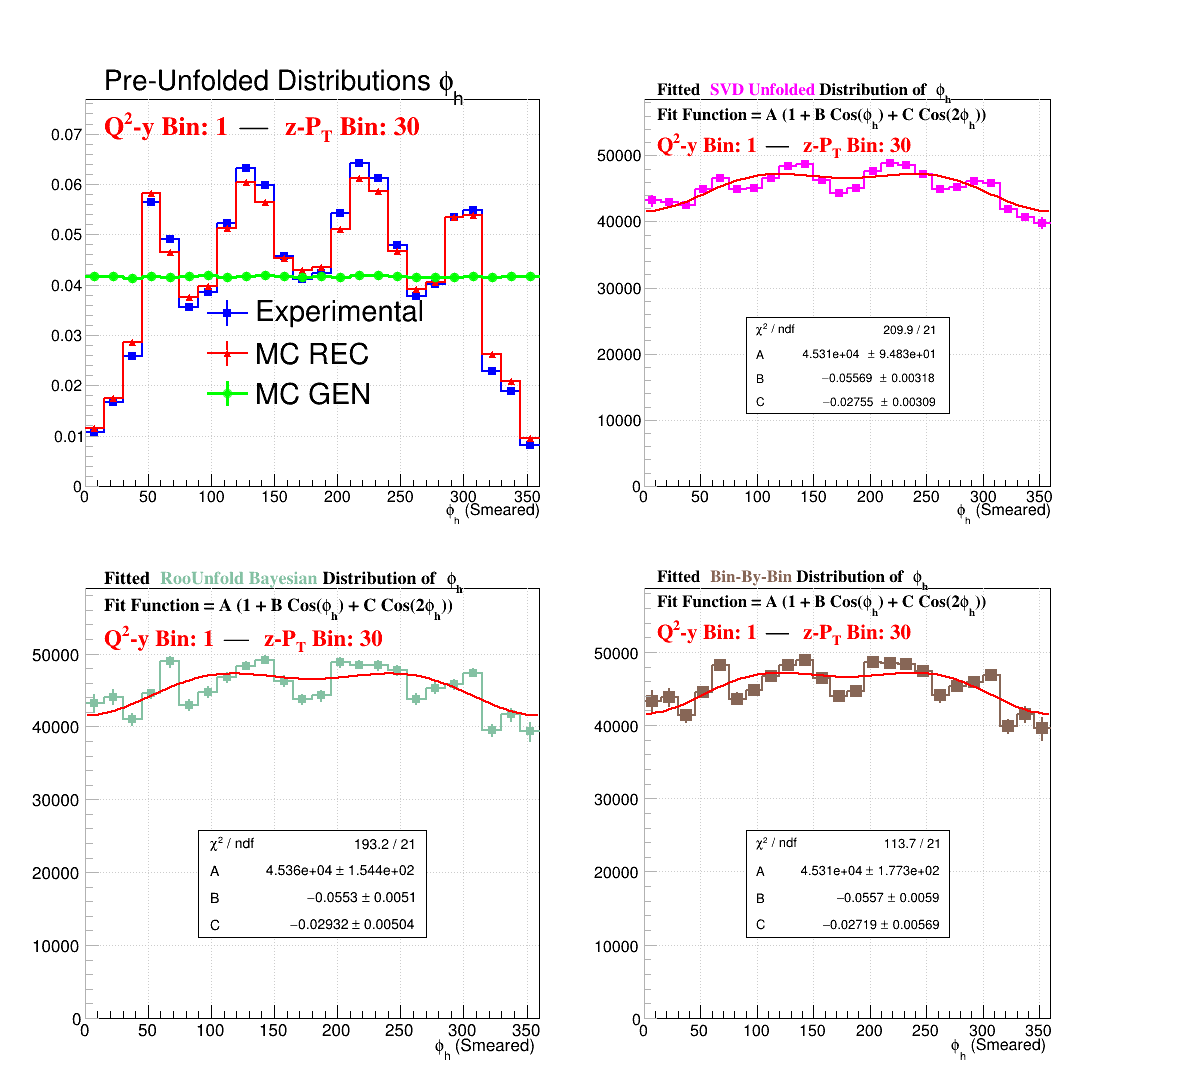 Pre-Unfolded Distributions ϕh
Q²-y Bin: 1 — z-PT Bin: 30
0.07
0.06
0.05
0.04
0.03
0.02
0.01
0
Experimental
MC REC
MC GEN
0 50 100 150 200 250 300 350
ϕh (Smeared)
Fitted SVD Unfolded Distribution of ϕh
Fit Function = A (1 + B Cos(ϕh) + C Cos(2ϕh))
Q²-y Bin: 1 — z-PT Bin: 30
50000
40000
30000
20000
10000
0
χ² / ndf 209.9 / 21
A 4.531e+04 ± 9.483e+01
B −0.05569 ± 0.00318
C −0.02755 ± 0.00309
0 50 100 150 200 250 300 350
ϕh (Smeared)
Fitted RooUnfold Bayesian Distribution of ϕh
Fit Function = A (1 + B Cos(ϕh) + C Cos(2ϕh))
Q²-y Bin: 1 — z-PT Bin: 30
50000
40000
30000
20000
10000
0
χ² / ndf 193.2 / 21
A 4.536e+04 ± 1.544e+02
B −0.0553 ± 0.0051
C −0.02932 ± 0.00504
0 50 100 150 200 250 300 350
ϕh (Smeared)
Fitted Bin-By-Bin Distribution of ϕh
Fit Function = A (1 + B Cos(ϕh) + C Cos(2ϕh))
Q²-y Bin: 1 — z-PT Bin: 30
50000
40000
30000
20000
10000
0
χ² / ndf 113.7 / 21
A 4.531e+04 ± 1.773e+02
B −0.0557 ± 0.0059
C −0.02719 ± 0.00569
0 50 100 150 200 250 300 350
ϕh (Smeared)